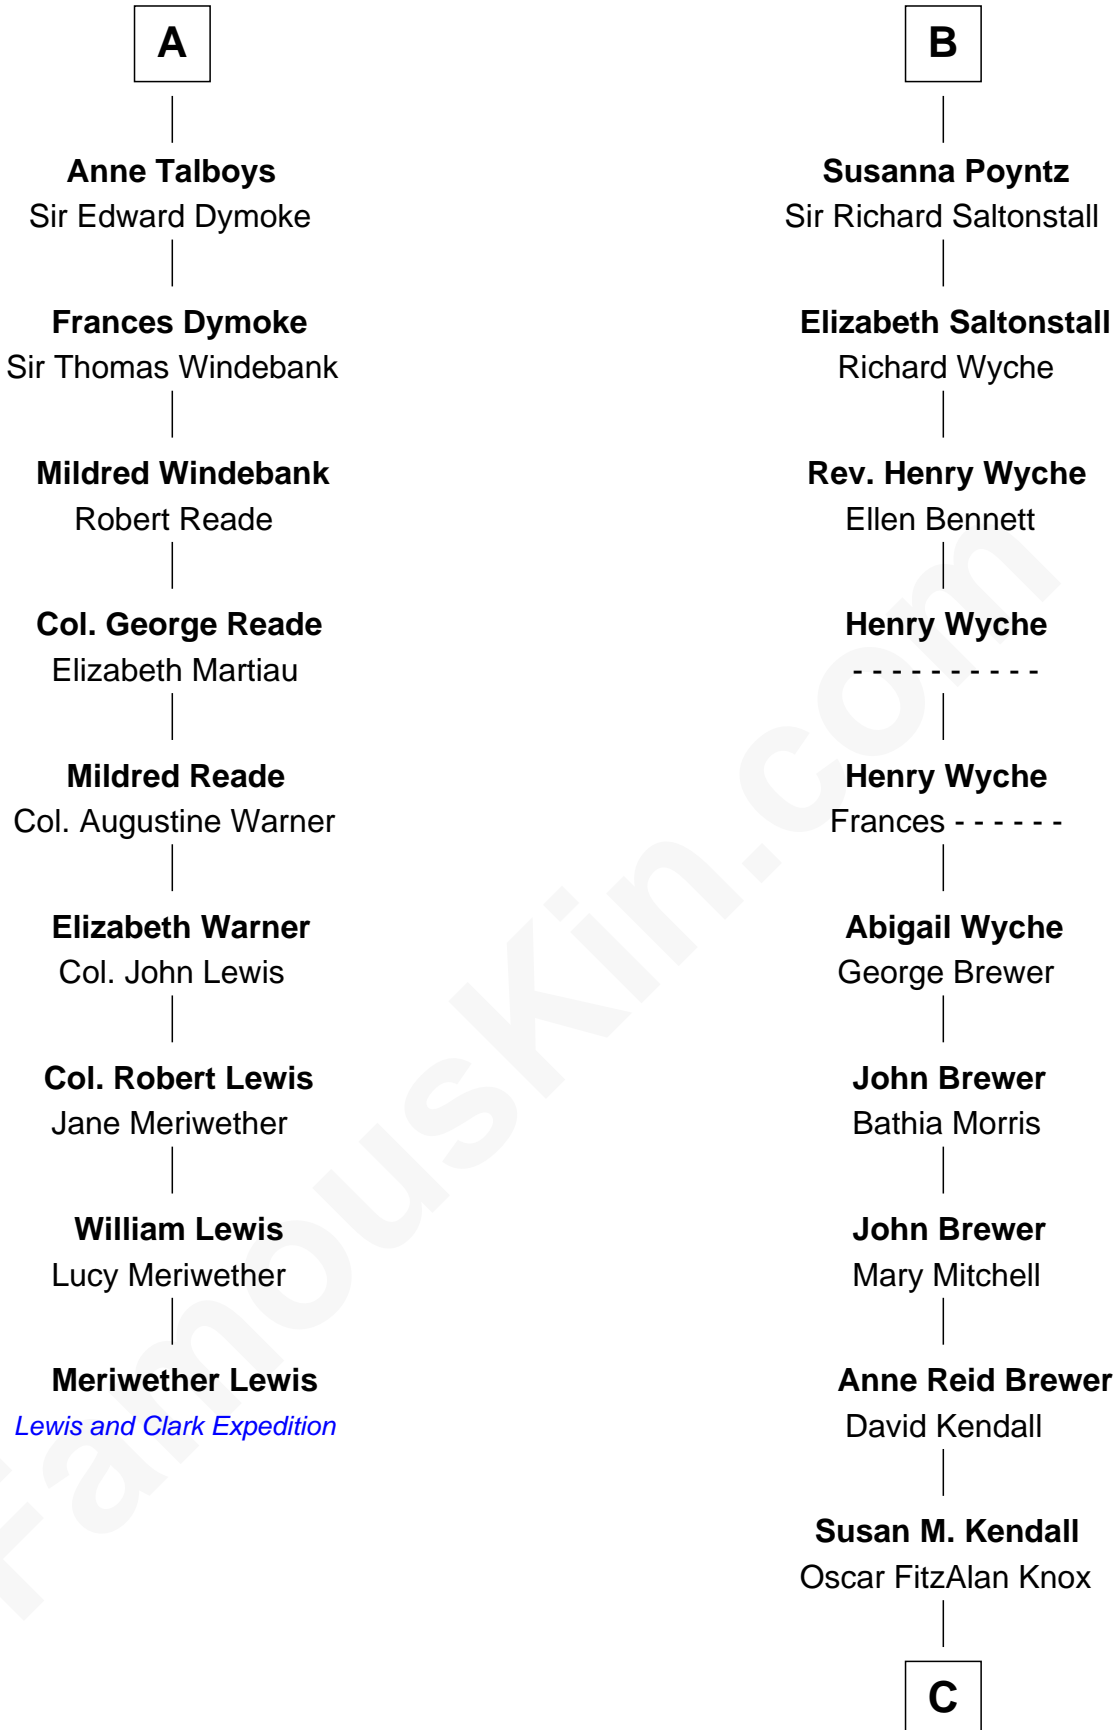 A
Anne Talboys
Sir Edward Dymoke
Frances Dymoke
Sir Thomas Windebank
Mildred Windebank
Robert Reade
Col. George Reade
Elizabeth Martiau
Mildred Reade
Col. Augustine Warner
Elizabeth Warner
Col. John Lewis
Col. Robert Lewis
Jane Meriwether
William Lewis
Lucy Meriwether
Meriwether Lewis
Lewis and Clark Expedition
B
Susanna Poyntz
Sir Richard Saltonstall
Elizabeth Saltonstall
Richard Wyche
Rev. Henry Wyche
Ellen Bennett
Henry Wyche
- - - - - - - - - -
Henry Wyche
Frances - - - - - -
Abigail Wyche
George Brewer
John Brewer
Bathia Morris
John Brewer
Mary Mitchell
Anne Reid Brewer
David Kendall
Susan M. Kendall
Oscar FitzAlan Knox
C
FamousKin.com